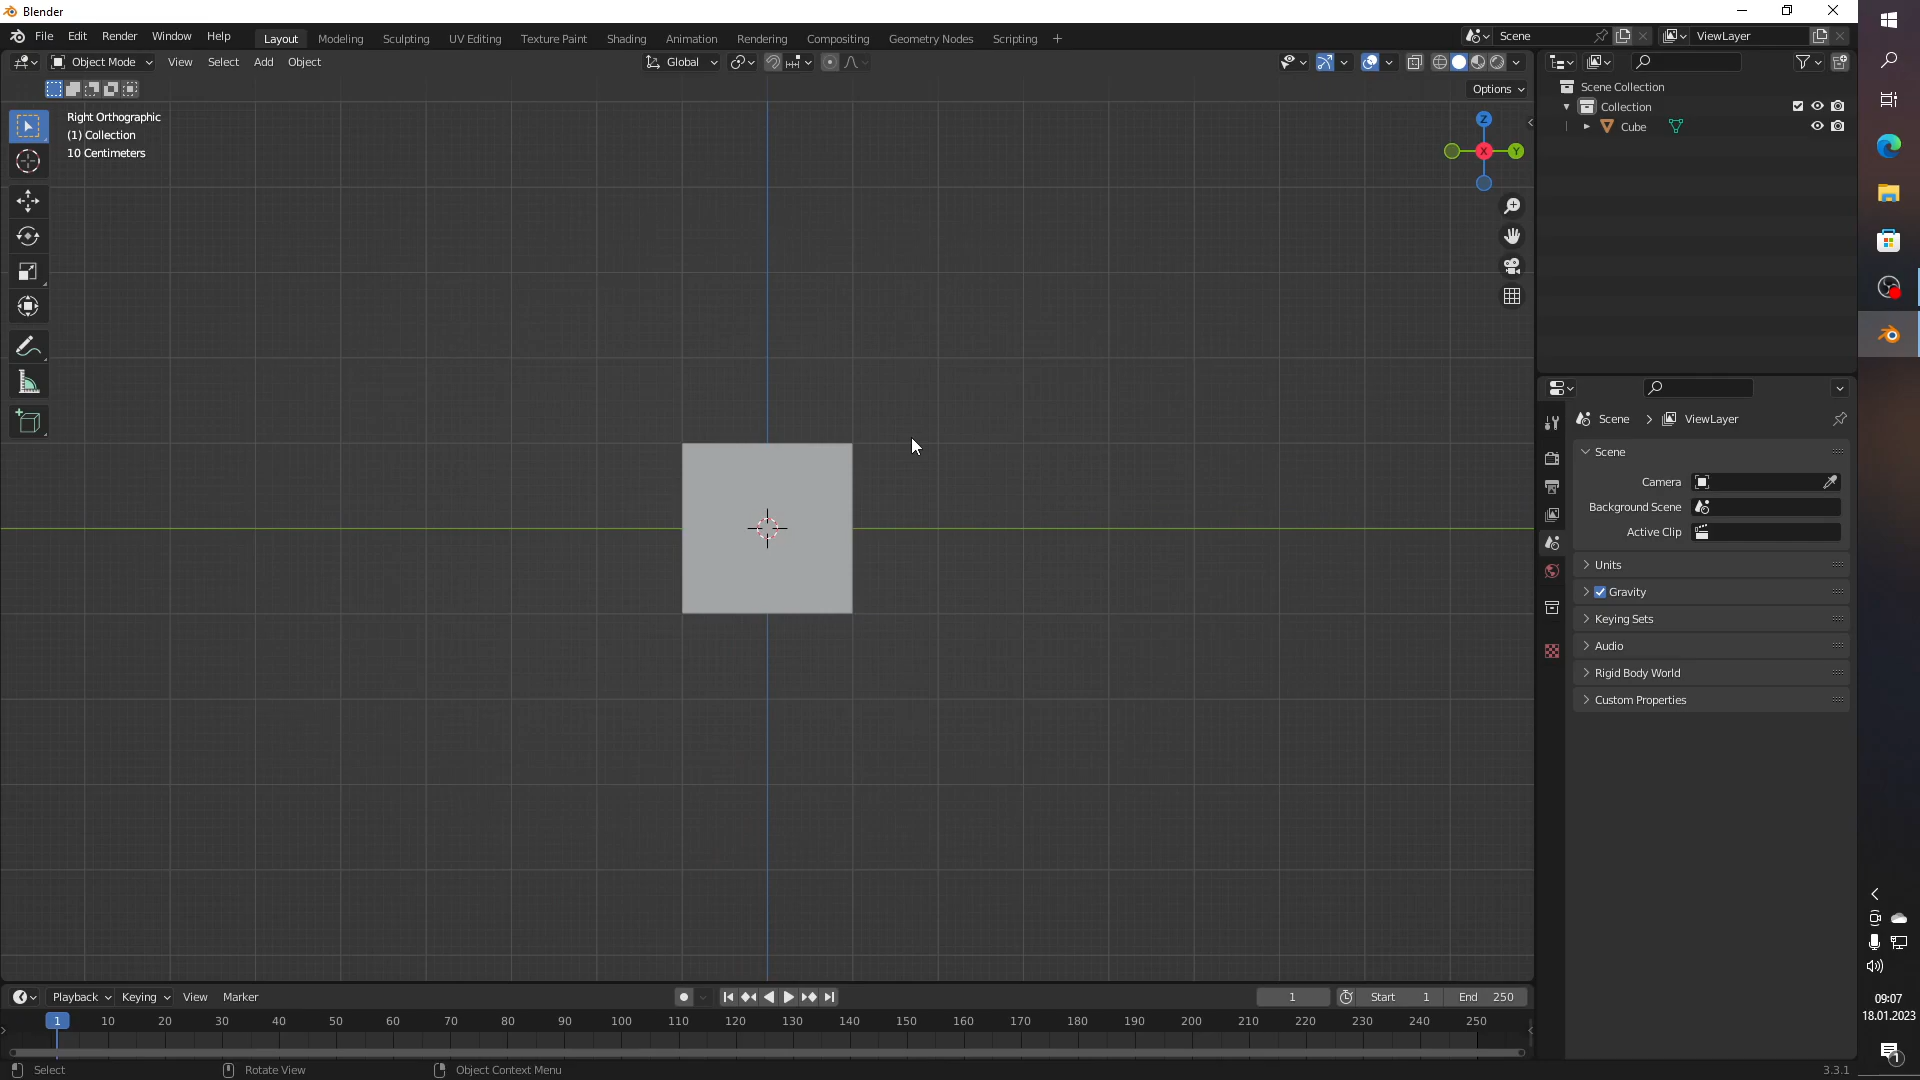 Blender
File Edit Render Window Help Layout Modeling Sculpting UV Editing Texture Paint Shading Animation Rendering Compositing Geometry Nodes Scripting + Scene ViewLayer
Object Mode View Select Add Object Global
Options
Right Orthographic
(1) Collection
10 Centimeters
Z
X Y
Scene Collection
Collection
Cube
Scene > ViewLayer
Scene
Camera
Background Scene
Active Clip
Units
Gravity
Keying Sets
Audio
Rigid Body World
Custom Properties
Playback Keying View Marker 1 Start 1 End 250
1 10 20 30 40 50 60 70 80 90 100 110 120 130 140 150 160 170 180 190 200 210 220 230 240 250
Select Rotate View Object Context Menu 3.3.1
09:07
18.01.2023
1